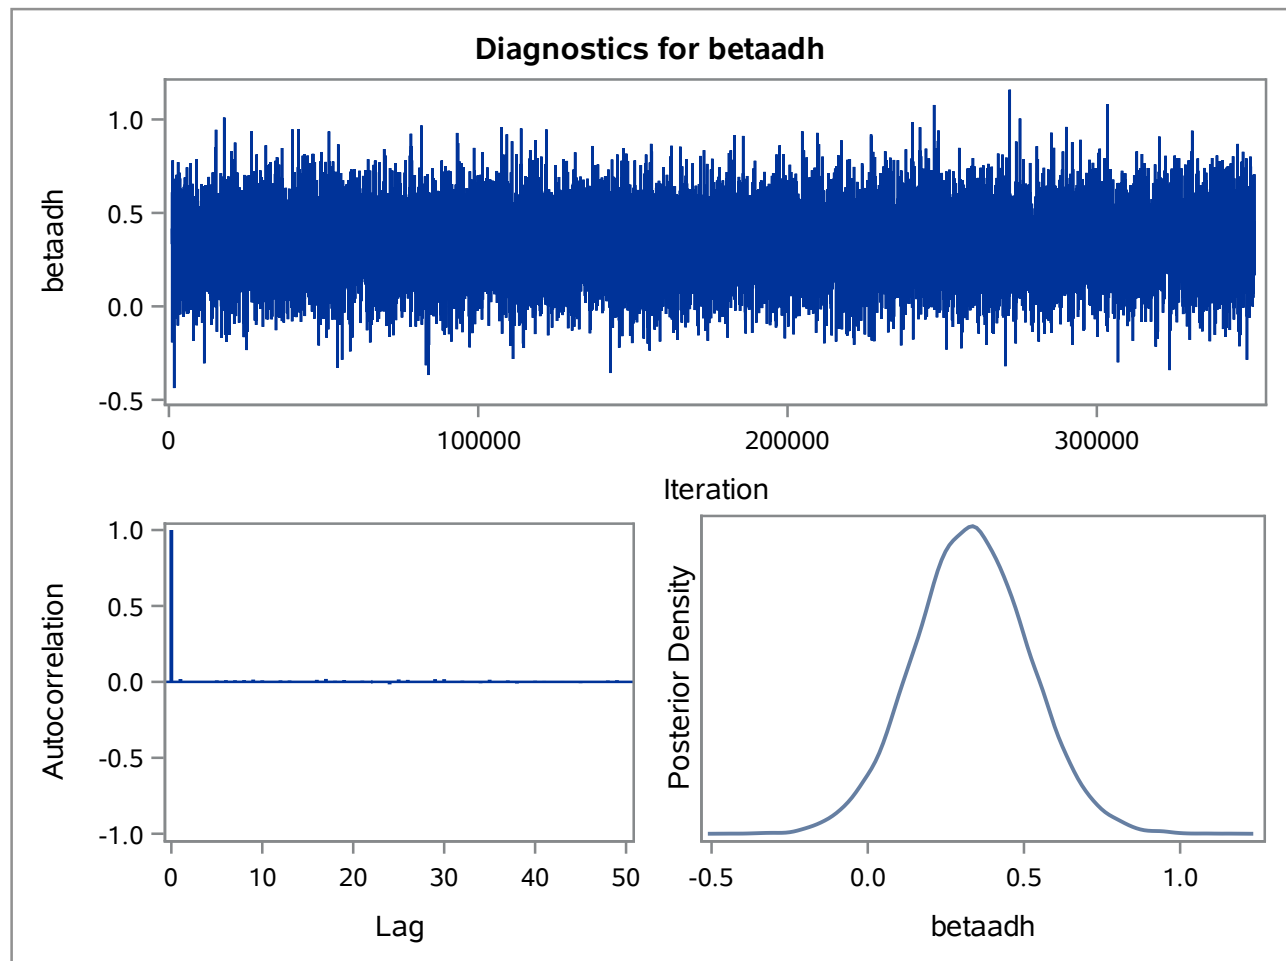 Diagnostics for betaadh
1.0
0.5
0.0
-0.5
betaadh
0 100000 200000 300000
Iteration
1.0
0.5
0.0
-0.5
-1.0
Autocorrelation
0 10 20 30 40 50
Lag
Posterior Density
-0.5 0.0 0.5 1.0
betaadh